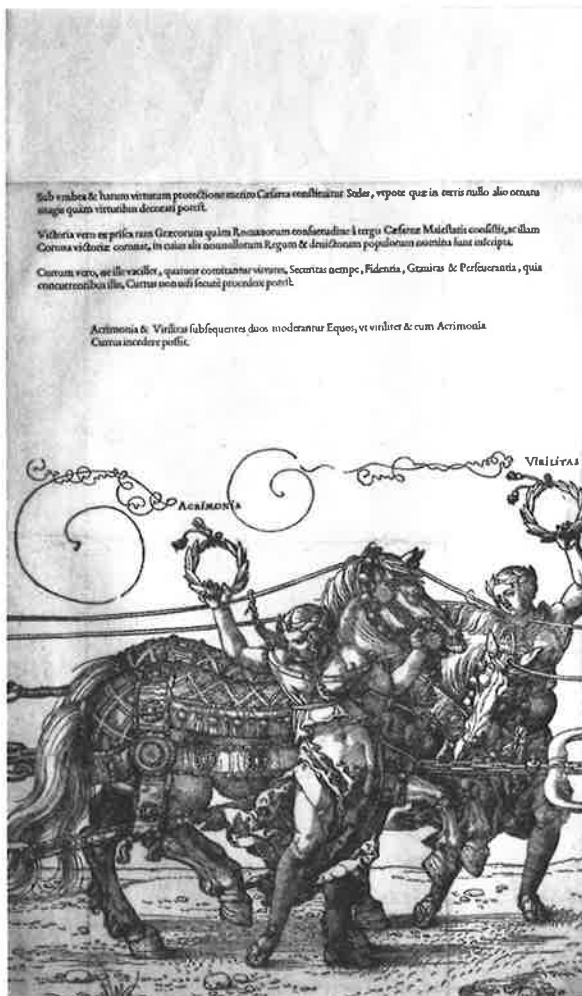 Sub umbra & harum virtutum protectione merito Cæsarea constituitur Sedes, vtpote quæ in terris nullo alio ornatu
magis quàm virtutibus decorari poterit.
Victoria vero ex prisca tam Græcorum quàm Romanorum consuetudine à tergo Cæsareæ Maiestatis consistit, ac illam
Corona victoriæ coronat, in cuius alis nonnullorum Regum & deuictorum populorum nomina sunt inscripta.
Currum vero, ne ille vacillet, quatuor comitantur virtutes, Securitas nempe, Fidentia, Grauitas & Perseuerantia, quia
concurrentibus illis, Currus non nisi securè procedere poterit.
Acrimonia & Virilitas subsequentes duos moderantur Equos, vt viriliter & cum Acrimonia
Currus incedere possit.
VIRILITAS
ACRIMONIA